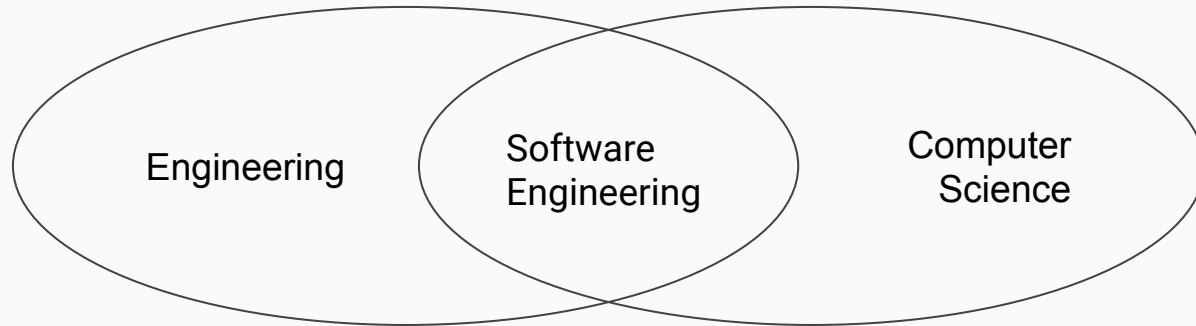 Engineering
Software
Engineering
Computer
Science